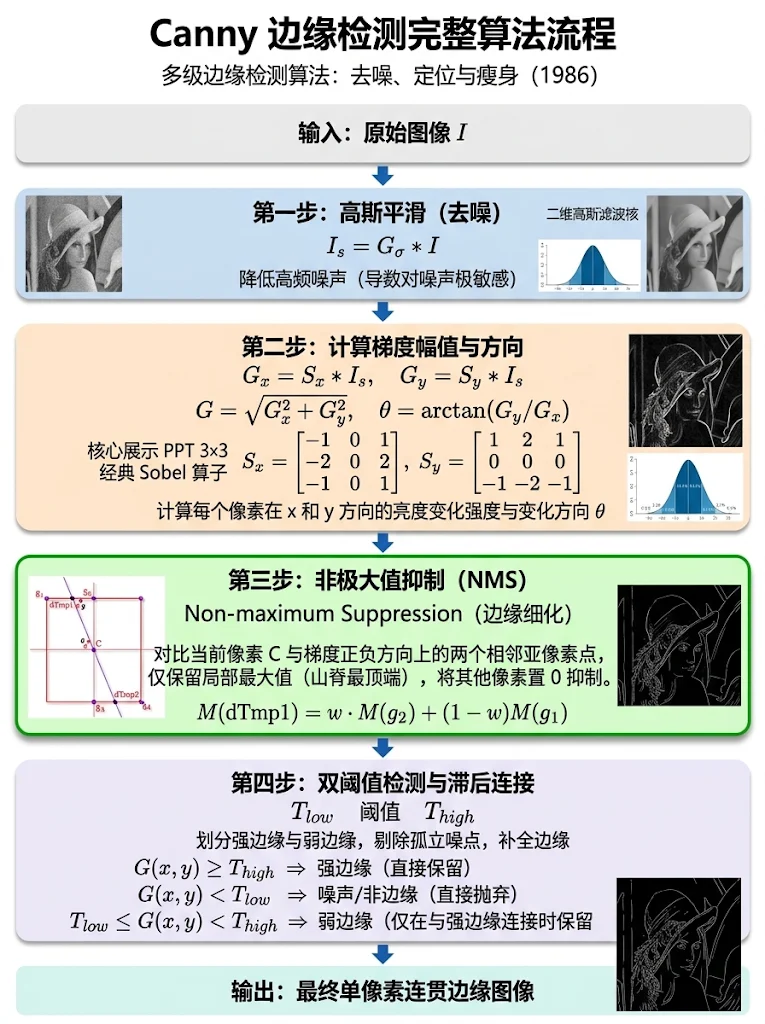 Canny 边缘检测完整算法流程
多级边缘检测算法：去噪、定位与瘦身（1986）
输入：原始图像 I
第一步：高斯平滑（去噪）
I_s = G_σ * I
降低高频噪声（导数对噪声极敏感）
二维高斯滤波核
第二步：计算梯度幅值与方向
G_x = S_x * I_s,  G_y = S_y * I_s
G = √(G_x^2 + G_y^2),  θ = arctan(G_y/G_x)
核心展示 PPT 3×3
经典 Sobel 算子
S_x = [−1 0 1; −2 0 2; −1 0 1], S_y = [1 2 1; 0 0 0; −1 −2 −1]
计算每个像素在 x 和 y 方向的亮度变化强度与变化方向 θ
第三步：非极大值抑制（NMS）
Non-maximum Suppression（边缘细化）
g1
dTmp1
g
C
g3
g4
对比当前像素 C 与梯度正负方向上的两个相邻亚像素点，
仅保留局部最大值（山脊最顶端），将其他像素置 0 抑制。
M(dTmp1) = w · M(g_2) + (1 − w)M(g_1)
第四步：双阈值检测与滞后连接
T_low 阈值 T_high
划分强边缘与弱边缘，剔除孤立噪点，补全边缘
G(x, y) ≥ T_high ⇒ 强边缘（直接保留）
G(x, y) < T_low ⇒ 噪声/非边缘（直接抛弃）
T_low ≤ G(x, y) < T_high ⇒ 弱边缘（仅在与强边缘连接时保留
输出：最终单像素连贯边缘图像